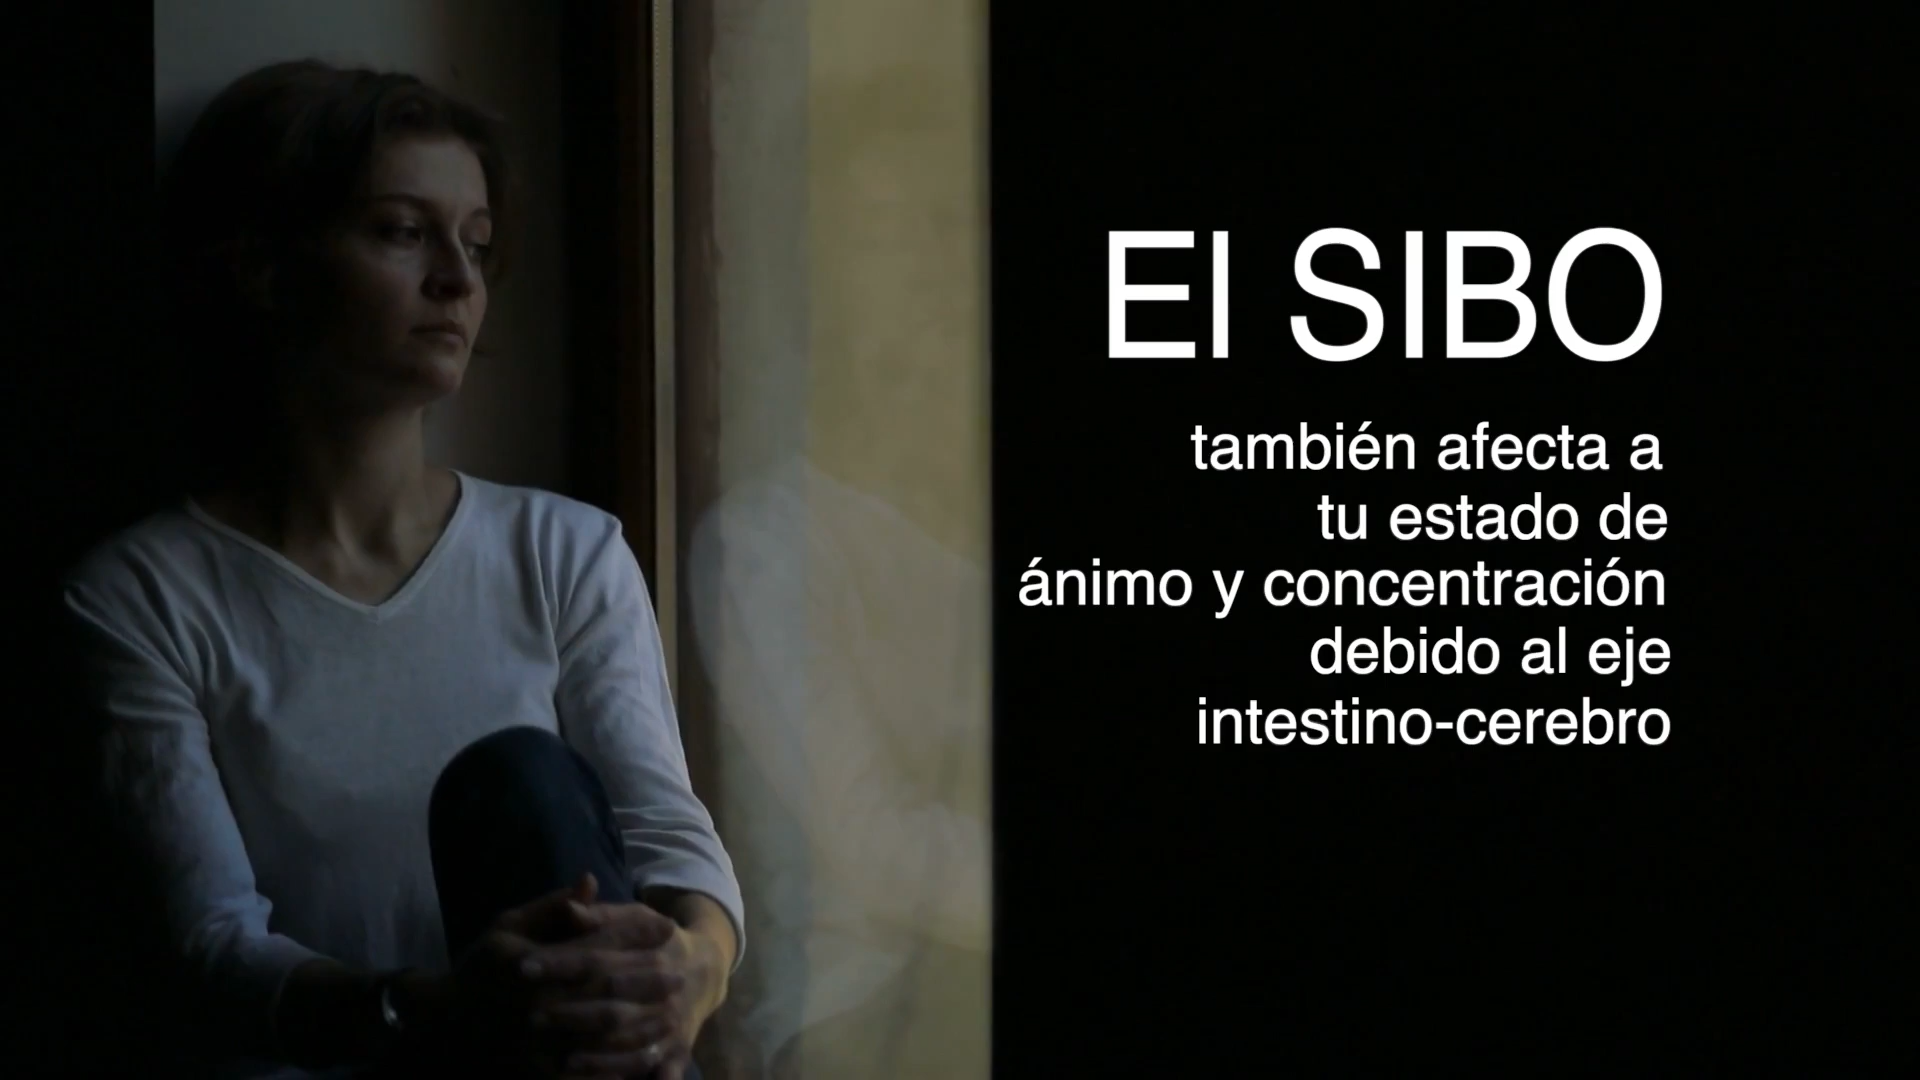 El SIBO
también afecta a
tu estado de
ánimo y concentración
debido al eje
intestino-cerebro